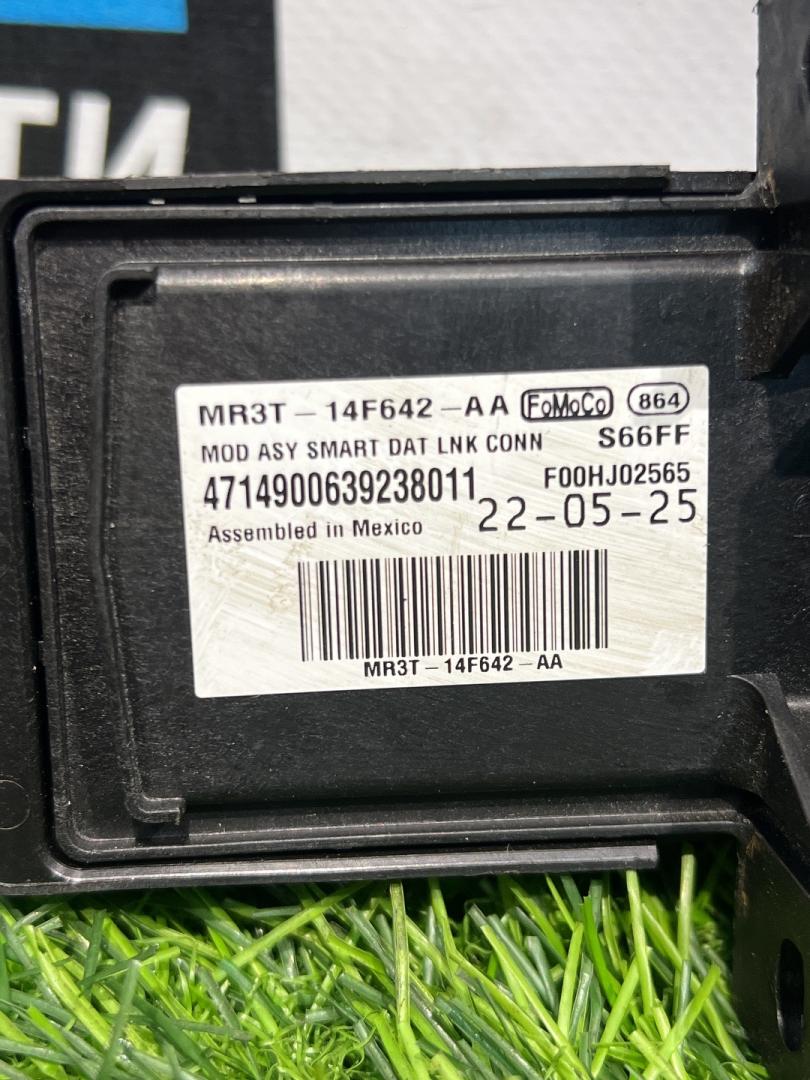 ТИ
MR3T – 14F642 – AA FoMoCo 864
MOD ASY SMART DAT LNK CONN S66FF
4714900639238011 F00HJ02565
Assembled in Mexico 22-05-25
MR3T – 14F642 – AA